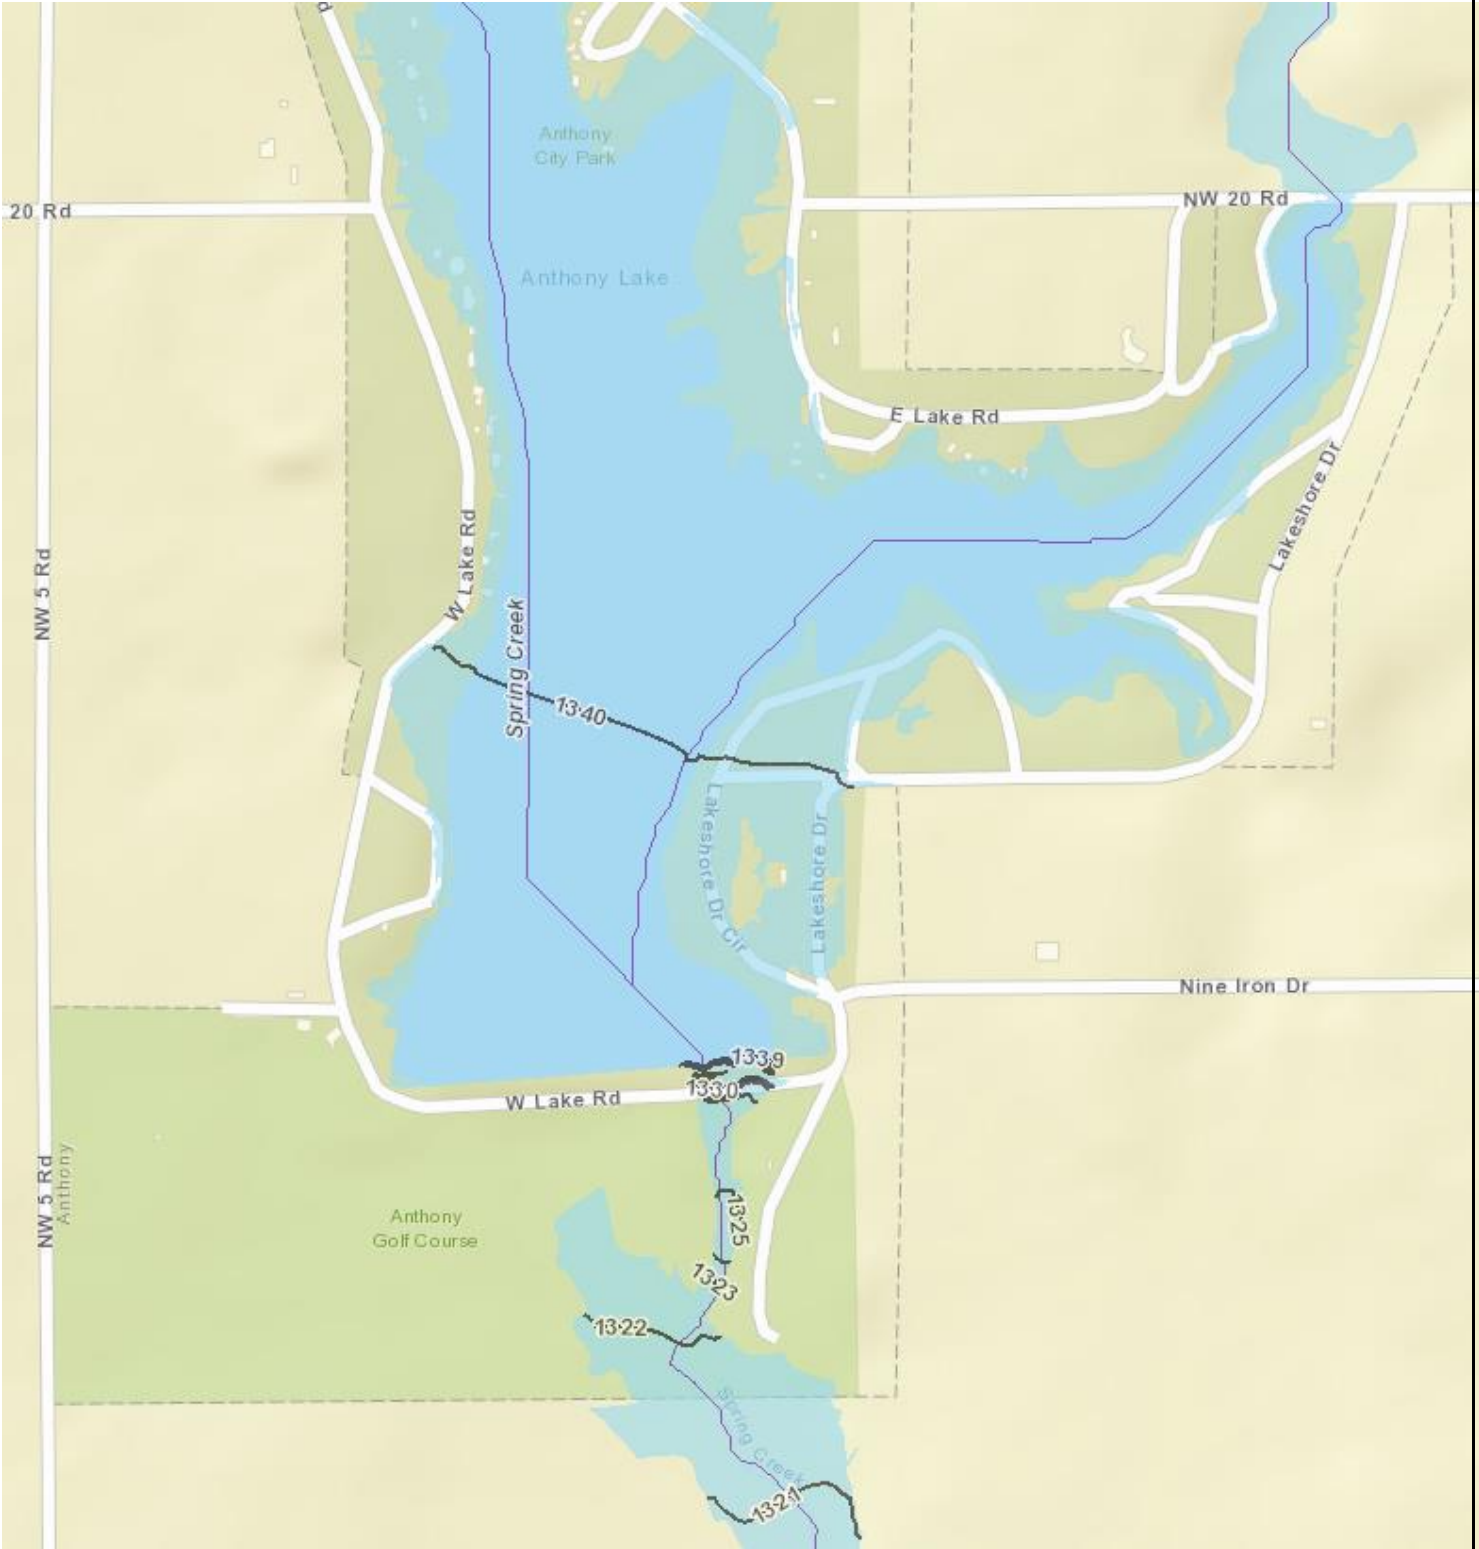 d
Anthony
City Park
20 Rd
NW 20 Rd
Anthony Lake
E Lake Rd
Lakeshore Dr
W Lake Rd
NW 5 Rd
Spring Creek
1340
Lakeshore Dr Cir
Lakeshore Dr
Nine Iron Dr
1339
1330
W Lake Rd
NW 5 Rd
Anthony
Anthony
Golf Course
1325
1323
1322
Spring Creek
1321